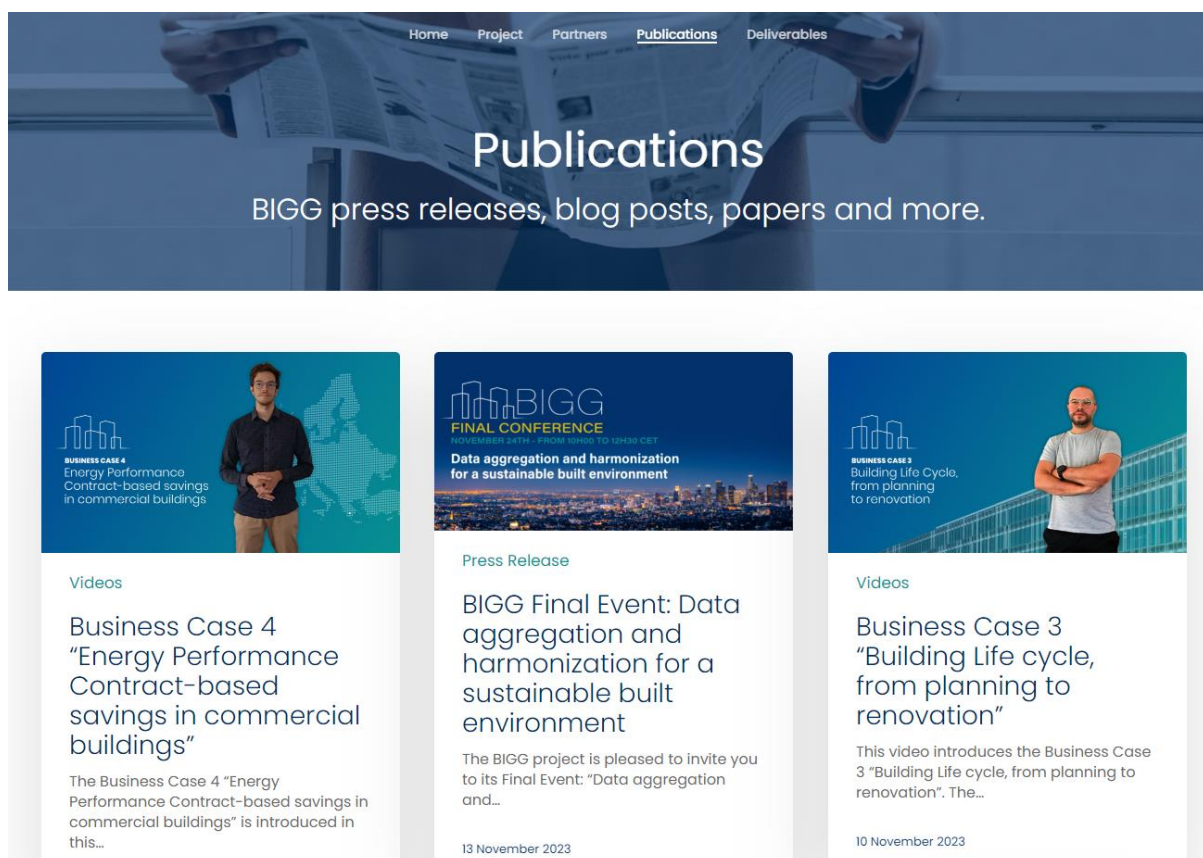 Home Project Partners Publications Deliverables
Publications
BIGG press releases, blog posts, papers and more.
BUSINESS CASE 4
Energy Performance
Contract-based savings
in commercial buildings
Videos
Business Case 4
“Energy Performance
Contract-based
savings in commercial
buildings”
The Business Case 4 “Energy
Performance Contract-based savings in
commercial buildings” is introduced in
this...
BIGG
FINAL CONFERENCE
NOVEMBER 24TH - FROM 10H00 TO 12H30 CET
Data aggregation and harmonization
for a sustainable built environment
Press Release
BIGG Final Event: Data
aggregation and
harmonization for a
sustainable built
environment
The BIGG project is pleased to invite you
to its Final Event: “Data aggregation
and...
13 November 2023
BUSINESS CASE 3
Building Life Cycle,
from planning
to renovation
Videos
Business Case 3
“Building Life cycle,
from planning to
renovation”
This video introduces the Business Case
3 “Building Life cycle, from planning to
renovation”. The...
10 November 2023